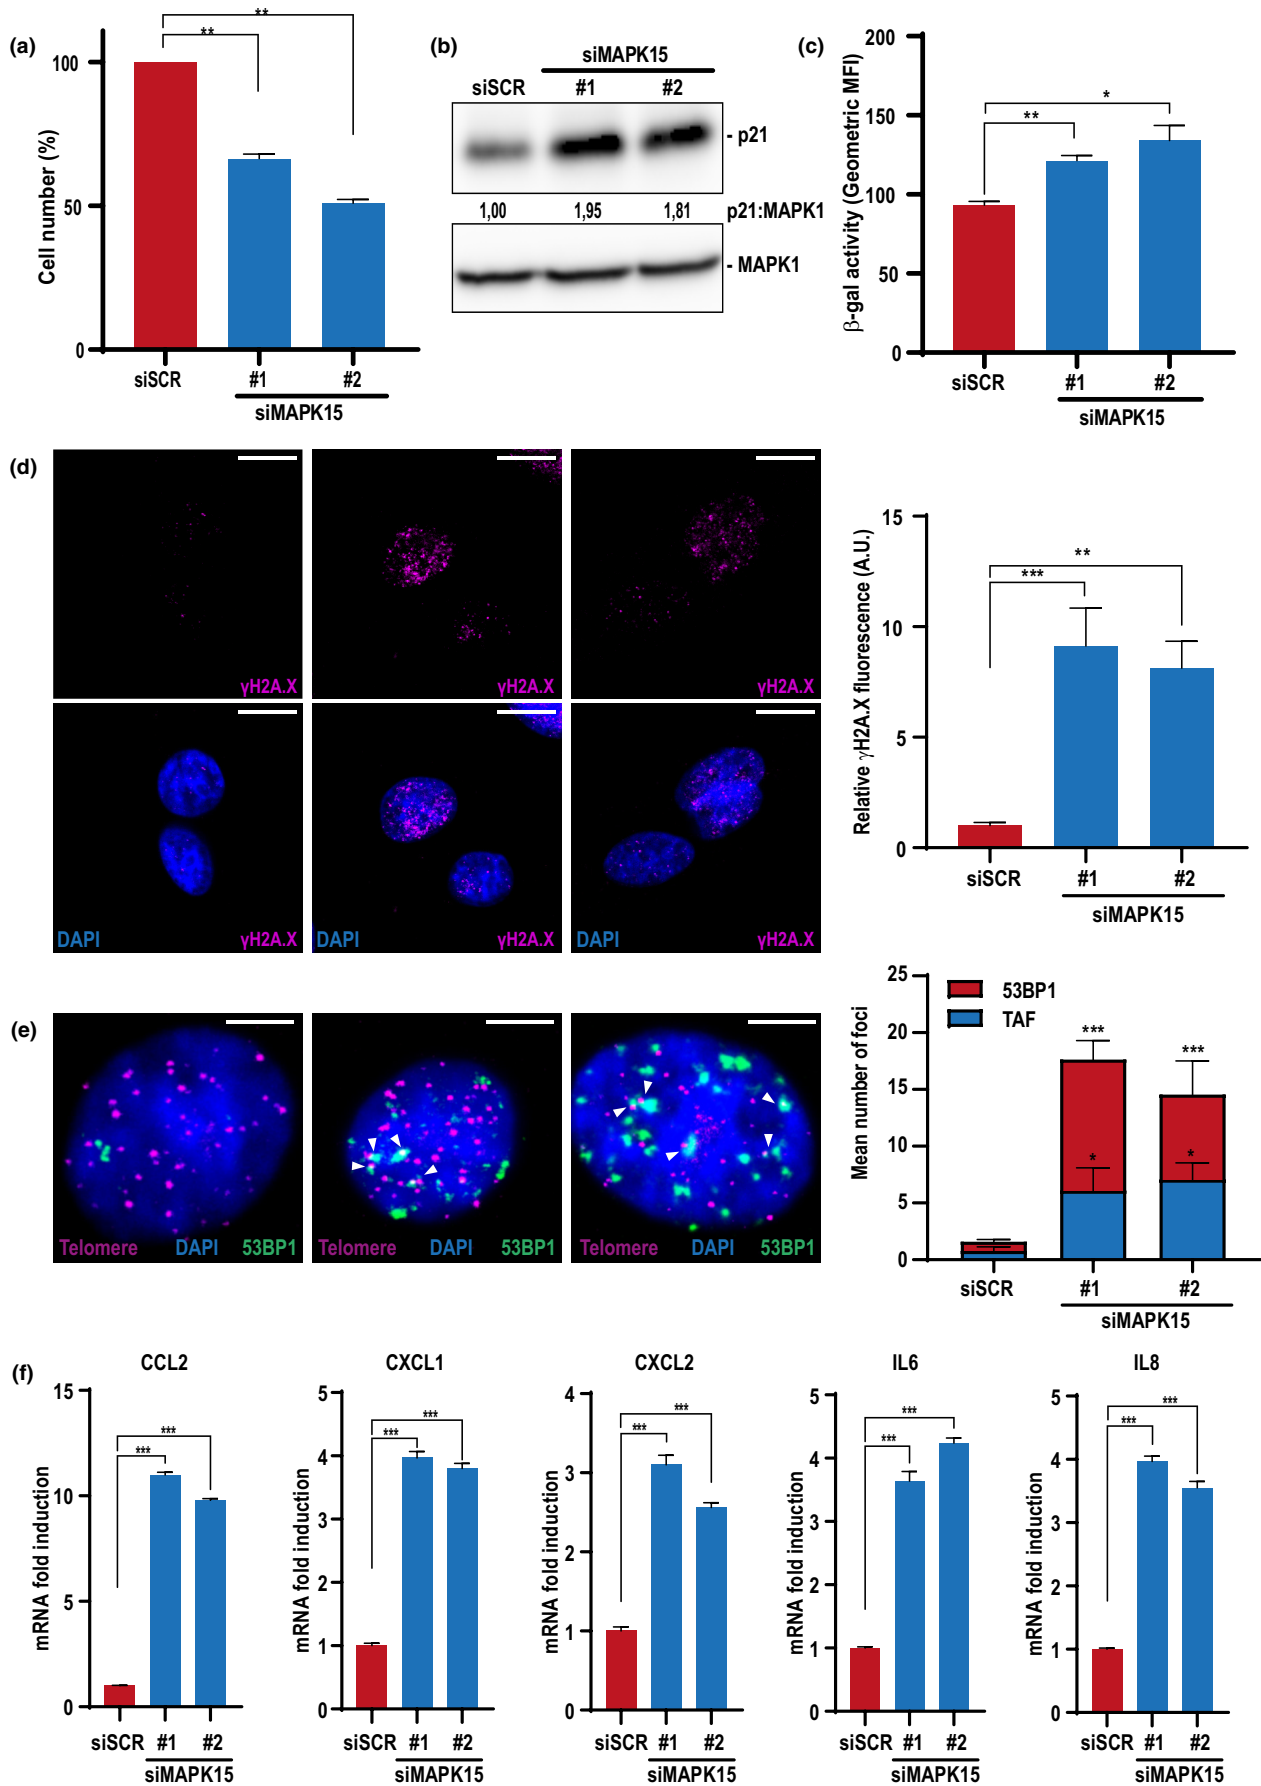 (a)
**
**
100
50
0
Cell number (%)
siSCR
#1
#2
siMAPK15
(b)
siMAPK15
siSCR
#1
#2
- p21
1,00
1,95
1,81
p21:MAPK1
- MAPK1
(c)
200
150
100
50
0
β-gal activity (Geometric MFI)
*
**
siSCR
#1
#2
siMAPK15
(d)
γH2A.X
γH2A.X
γH2A.X
DAPI
γH2A.X
DAPI
γH2A.X
DAPI
γH2A.X
15
10
5
0
Relative γH2A.X fluorescence (A.U.)
**
***
siSCR
#1
#2
siMAPK15
(e)
Telomere
DAPI
53BP1
Telomere
DAPI
53BP1
Telomere
DAPI
53BP1
25
20
15
10
5
0
Mean number of foci
53BP1
TAF
***
***
*
*
siSCR
#1
#2
siMAPK15
(f)
CCL2
15
10
5
0
mRNA fold induction
***
***
siSCR
#1
#2
siMAPK15
CXCL1
5
4
3
2
1
0
mRNA fold induction
***
***
siSCR
#1
#2
siMAPK15
CXCL2
4
3
2
1
0
mRNA fold induction
***
***
siSCR
#1
#2
siMAPK15
IL6
5
4
3
2
1
0
mRNA fold induction
***
***
siSCR
#1
#2
siMAPK15
IL8
5
4
3
2
1
0
mRNA fold induction
***
***
siSCR
#1
#2
siMAPK15